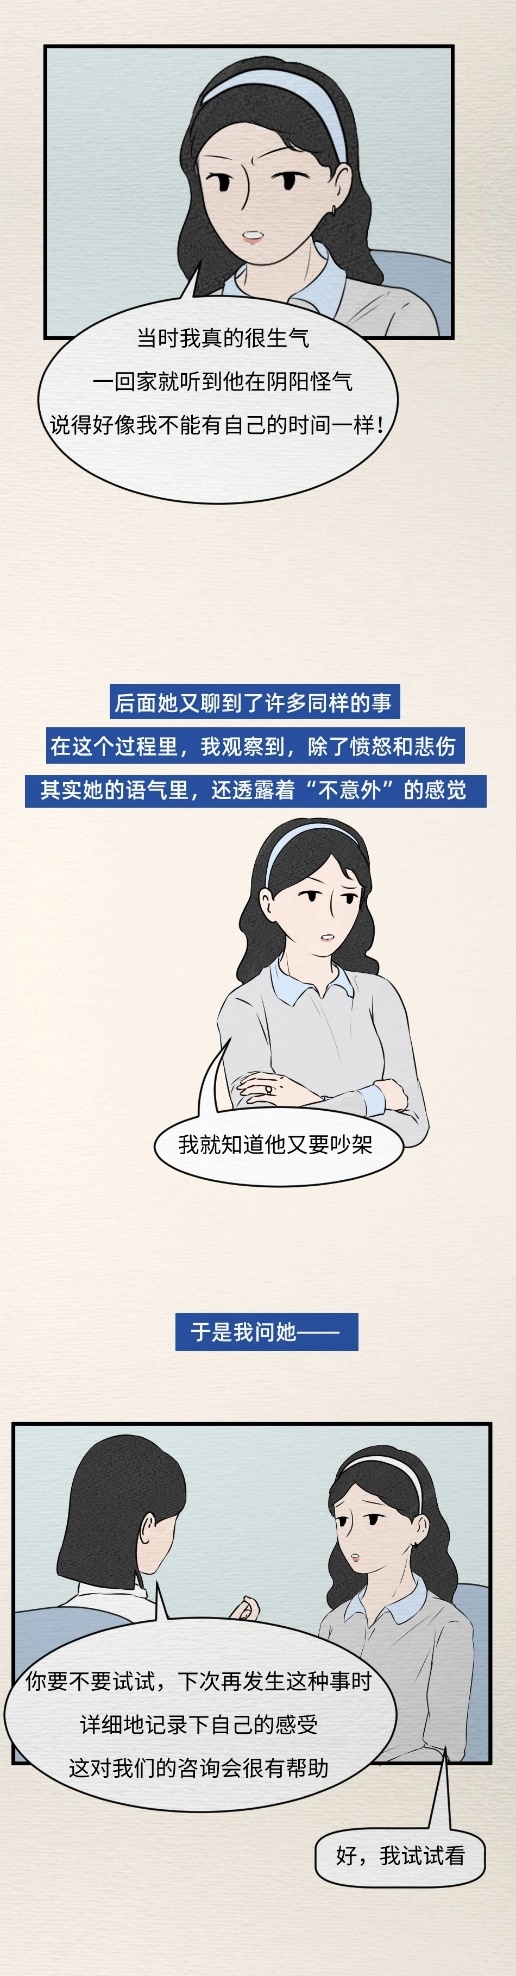 当时我真的很生气
一回家就听到他在阴阳怪气
说得好像我不能有自己的时间一样！
后面她又聊到了许多同样的事
在这个过程里，我观察到，除了愤怒和悲伤
其实她的语气里，还透露着“不意外”的感觉
我就知道他又要吵架
于是我问她——
你要不要试试，下次再发生这种事时
详细地记录下自己的感受
这对我们的咨询会很有帮助
好，我试试看